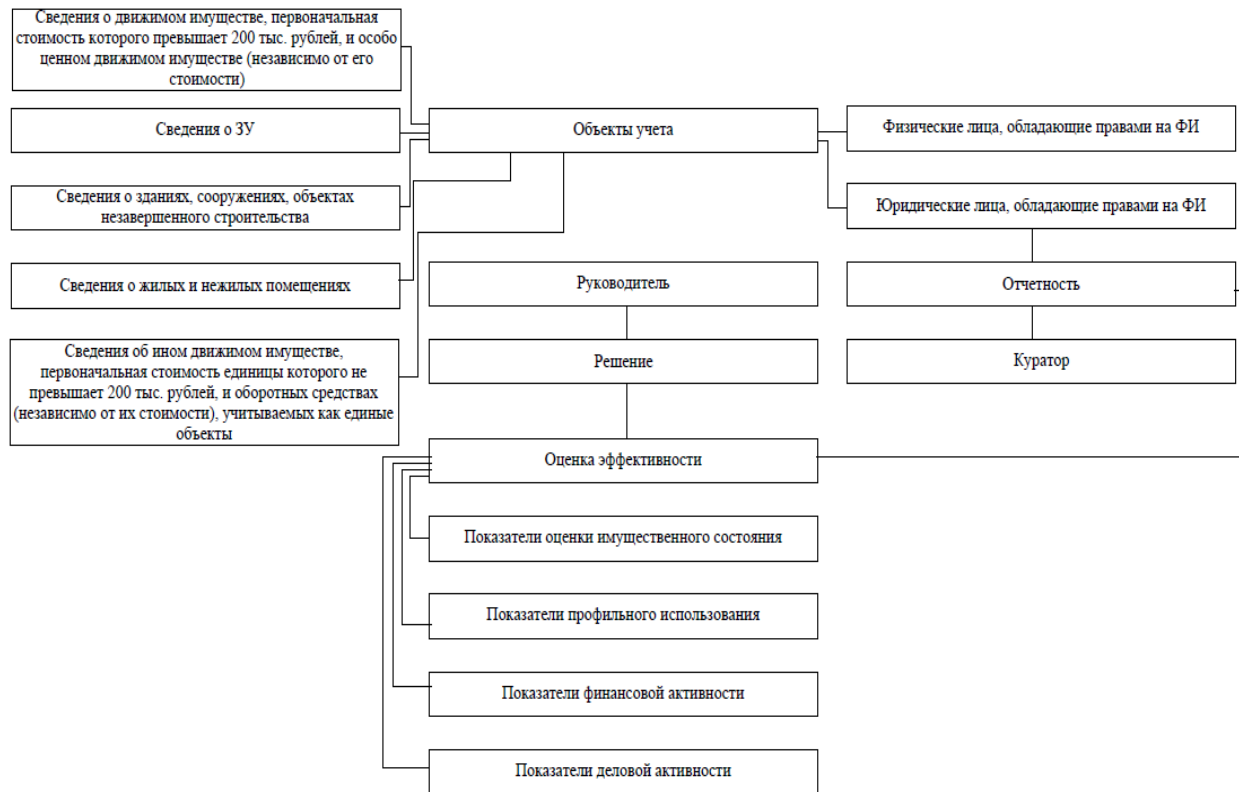 Сведения о движимом имуществе, первоначальная
стоимость которого превышает 200 тыс. рублей, и особо
ценном движимом имуществе (независимо от его
стоимости)
Сведения о ЗУ
Объекты учета
Физические лица, обладающие правами на ФИ
Сведения о зданиях, сооружениях, объектах
незавершенного строительства
Юридические лица, обладающие правами на ФИ
Сведения о жилых и нежилых помещениях
Руководитель
Отчетность
Сведения об ином движимом имуществе,
первоначальная стоимость единицы которого не
превышает 200 тыс. рублей, и оборотных средствах
(независимо от их стоимости), учитываемых как единые
объекты
Решение
Куратор
Оценка эффективности
Показатели оценки имущественного состояния
Показатели профильного использования
Показатели финансовой активности
Показатели деловой активности